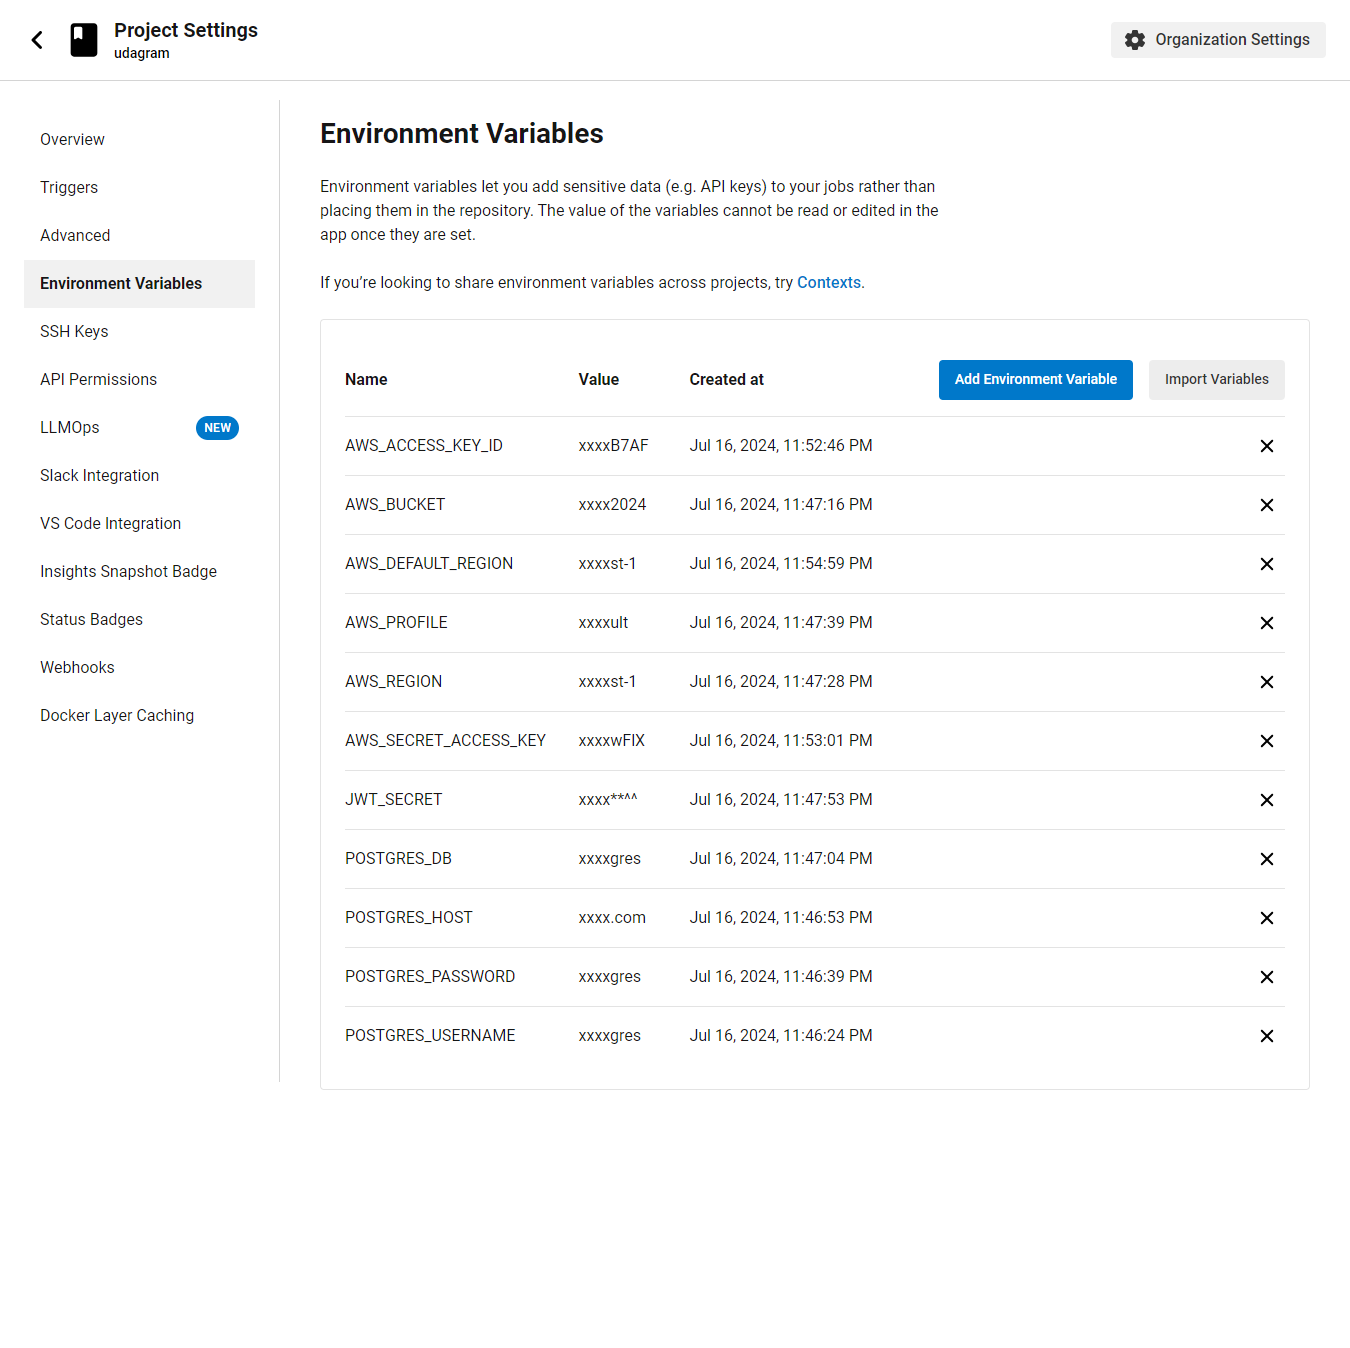 Project Settings
udagram
Organization Settings
Overview
Triggers
Advanced
Environment Variables
SSH Keys
API Permissions
LLMOps NEW
Slack Integration
VS Code Integration
Insights Snapshot Badge
Status Badges
Webhooks
Docker Layer Caching
Environment Variables
Environment variables let you add sensitive data (e.g. API keys) to your jobs rather than
placing them in the repository. The value of the variables cannot be read or edited in the
app once they are set.
If you’re looking to share environment variables across projects, try Contexts.
Name Value Created at Add Environment Variable Import Variables
AWS_ACCESS_KEY_ID xxxxB7AF Jul 16, 2024, 11:52:46 PM
AWS_BUCKET xxxx2024 Jul 16, 2024, 11:47:16 PM
AWS_DEFAULT_REGION xxxxst-1 Jul 16, 2024, 11:54:59 PM
AWS_PROFILE xxxxult Jul 16, 2024, 11:47:39 PM
AWS_REGION xxxxst-1 Jul 16, 2024, 11:47:28 PM
AWS_SECRET_ACCESS_KEY xxxxwFIX Jul 16, 2024, 11:53:01 PM
JWT_SECRET xxxx**^^ Jul 16, 2024, 11:47:53 PM
POSTGRES_DB xxxxgres Jul 16, 2024, 11:47:04 PM
POSTGRES_HOST xxxx.com Jul 16, 2024, 11:46:53 PM
POSTGRES_PASSWORD xxxxgres Jul 16, 2024, 11:46:39 PM
POSTGRES_USERNAME xxxxgres Jul 16, 2024, 11:46:24 PM